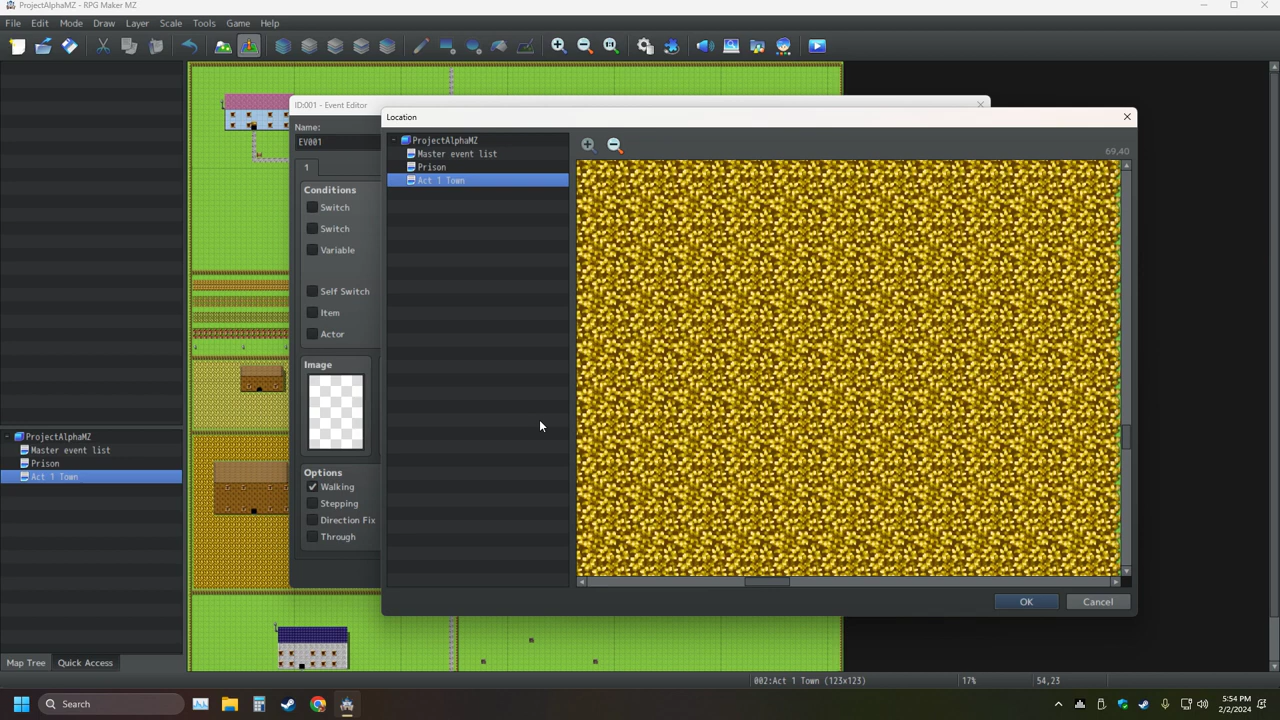 ProjectAlphaMZ - RPG Maker MZ
File Edit Mode Draw Layer Scale Tools Game Help
ID:001 - Event Editor
Name:
EV001
1
Conditions
Switch
Switch
Variable
Self Switch
Item
Actor
Image
Options
Walking
Stepping
Direction Fix
Through
Location
ProjectAlphaMZ
Master event list
Prison
Act 1 Town
69,40
OK Cancel
ProjectAlphaMZ
Master event list
Prison
Act 1 Town
Map Tree Quick Access
002:Act 1 Town (123x123) 17% 54,23
Search
5:54 PM
2/2/2024